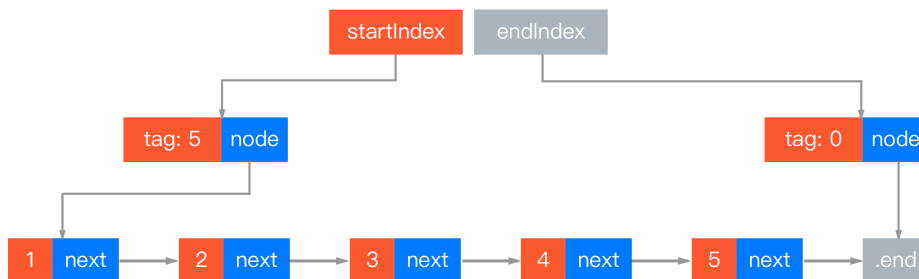 startIndex endIndex
tag: 5 node tag: 0 node
1 next 2 next 3 next 4 next 5 next .end